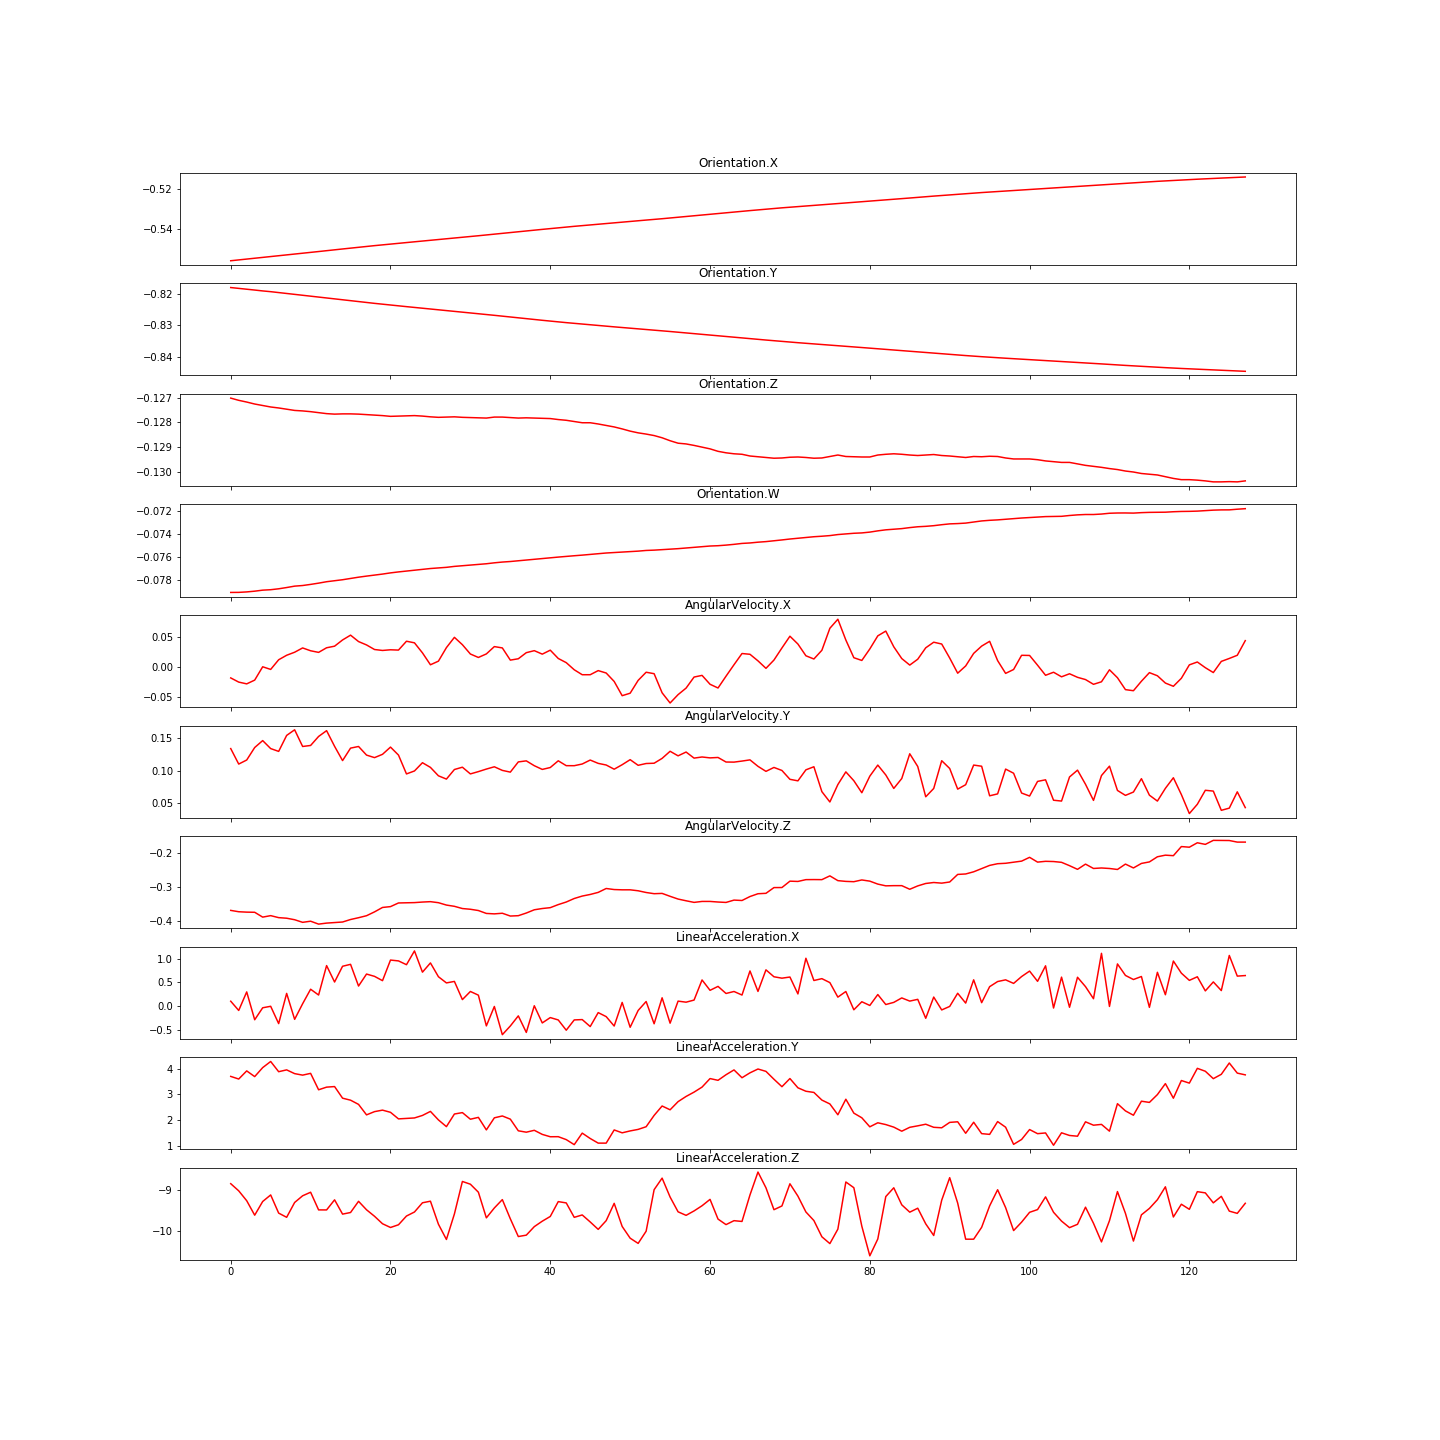 Orientation.X
−0.52
−0.54
Orientation.Y
−0.82
−0.83
−0.84
Orientation.Z
−0.127
−0.128
−0.129
−0.130
Orientation.W
−0.072
−0.074
−0.076
−0.078
AngularVelocity.X
0.05
0.00
−0.05
AngularVelocity.Y
0.15
0.10
0.05
AngularVelocity.Z
−0.2
−0.3
−0.4
LinearAcceleration.X
1.0
0.5
0.0
−0.5
LinearAcceleration.Y
4
3
2
1
LinearAcceleration.Z
−9
−10
0 20 40 60 80 100 120